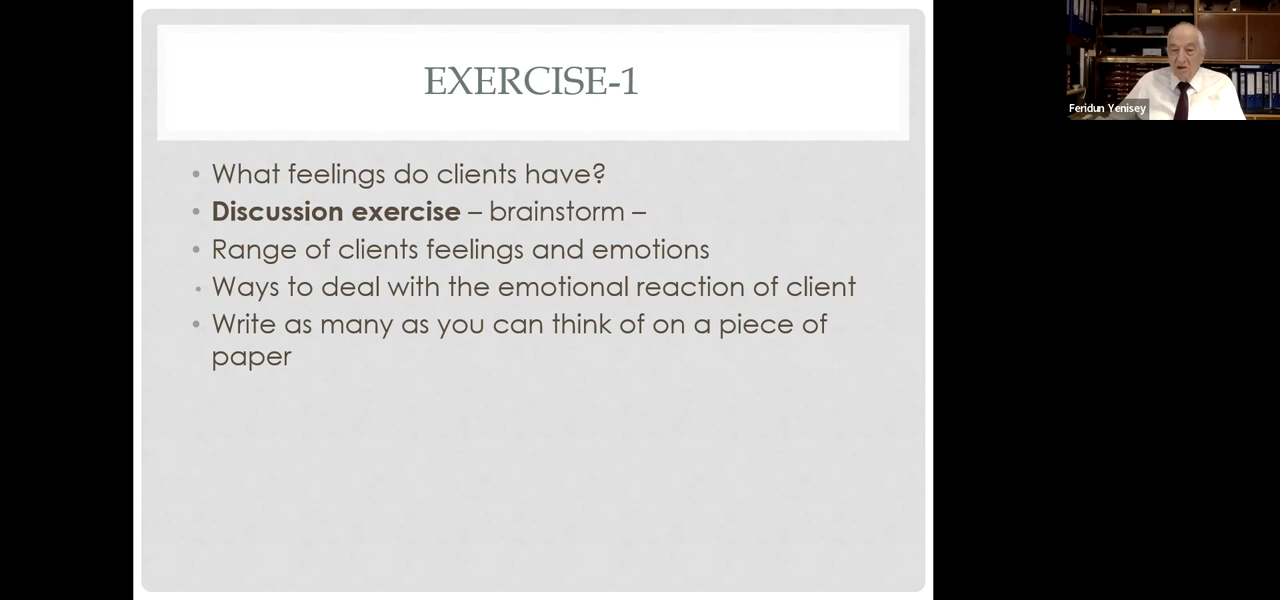 EXERCISE-1
• What feelings do clients have?
• Discussion exercise – brainstorm –
• Range of clients feelings and emotions
• Ways to deal with the emotional reaction of client
• Write as many as you can think of on a piece of
paper
Feridun Yenisey